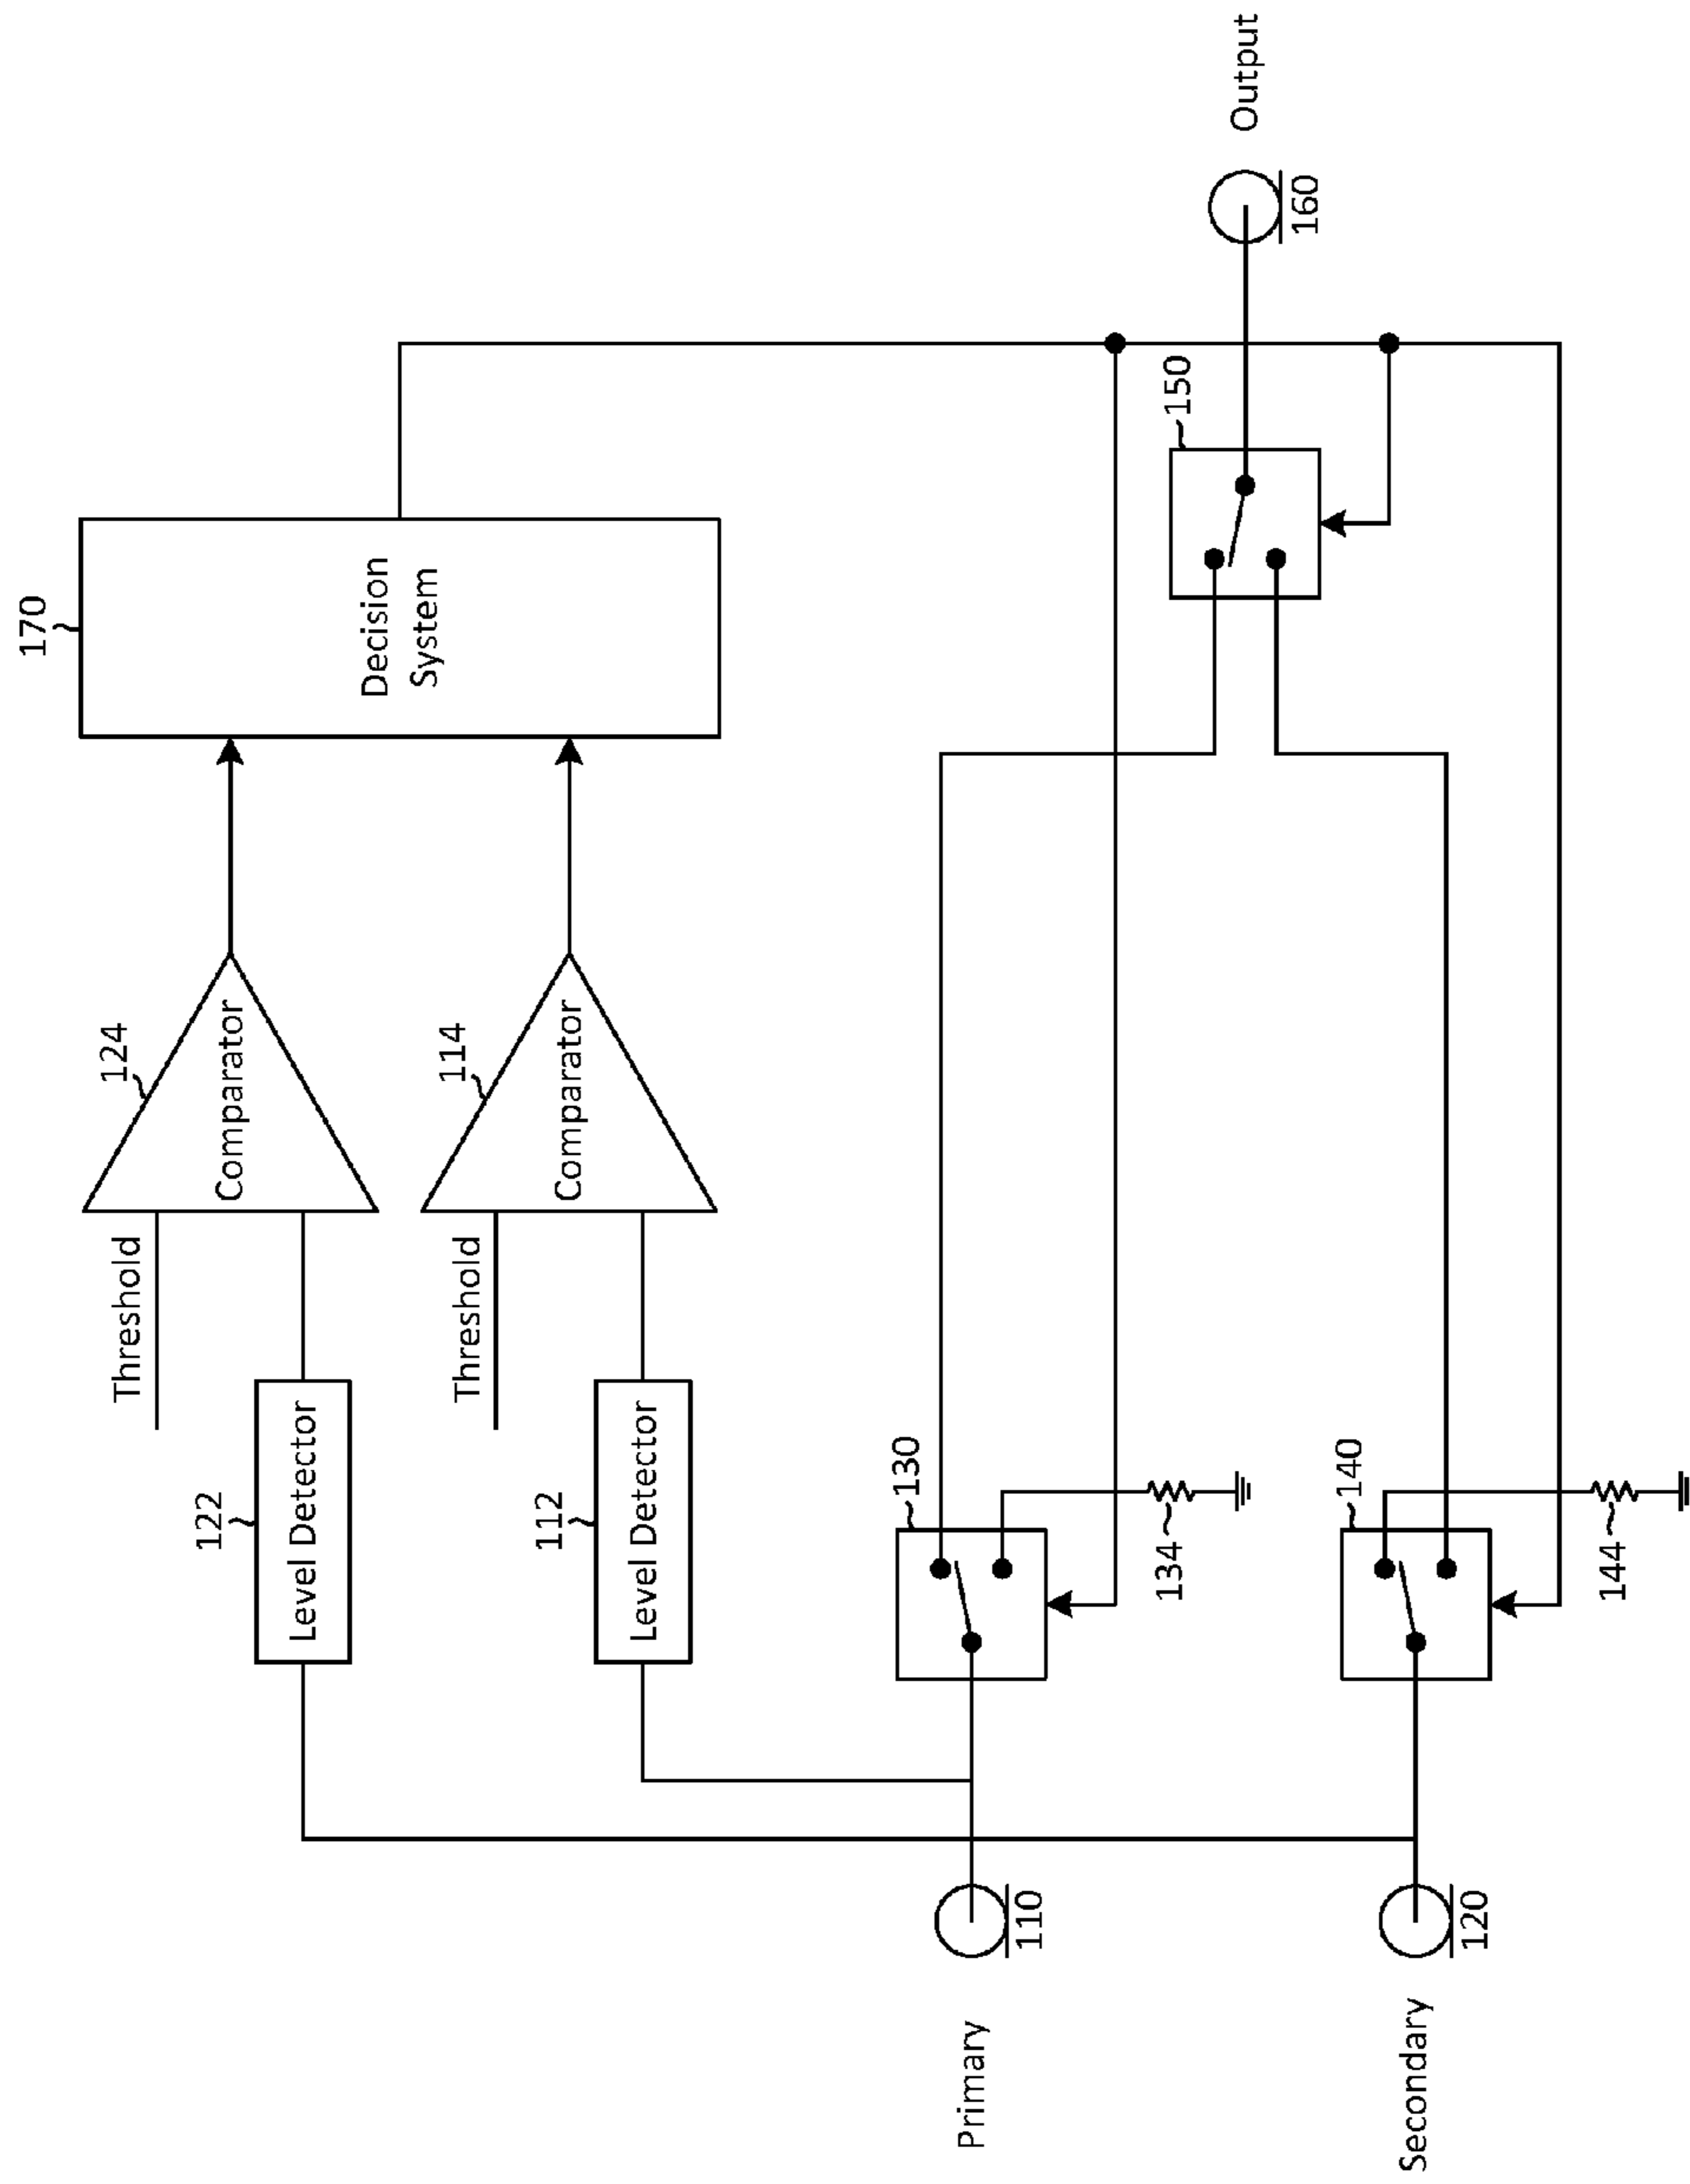 170
Decision
System
124
Comparator
114
Comparator
Threshold
Threshold
122
Level Detector
112
Level Detector
150
Output
160
130
134
140
144
Primary
110
Secondary
120